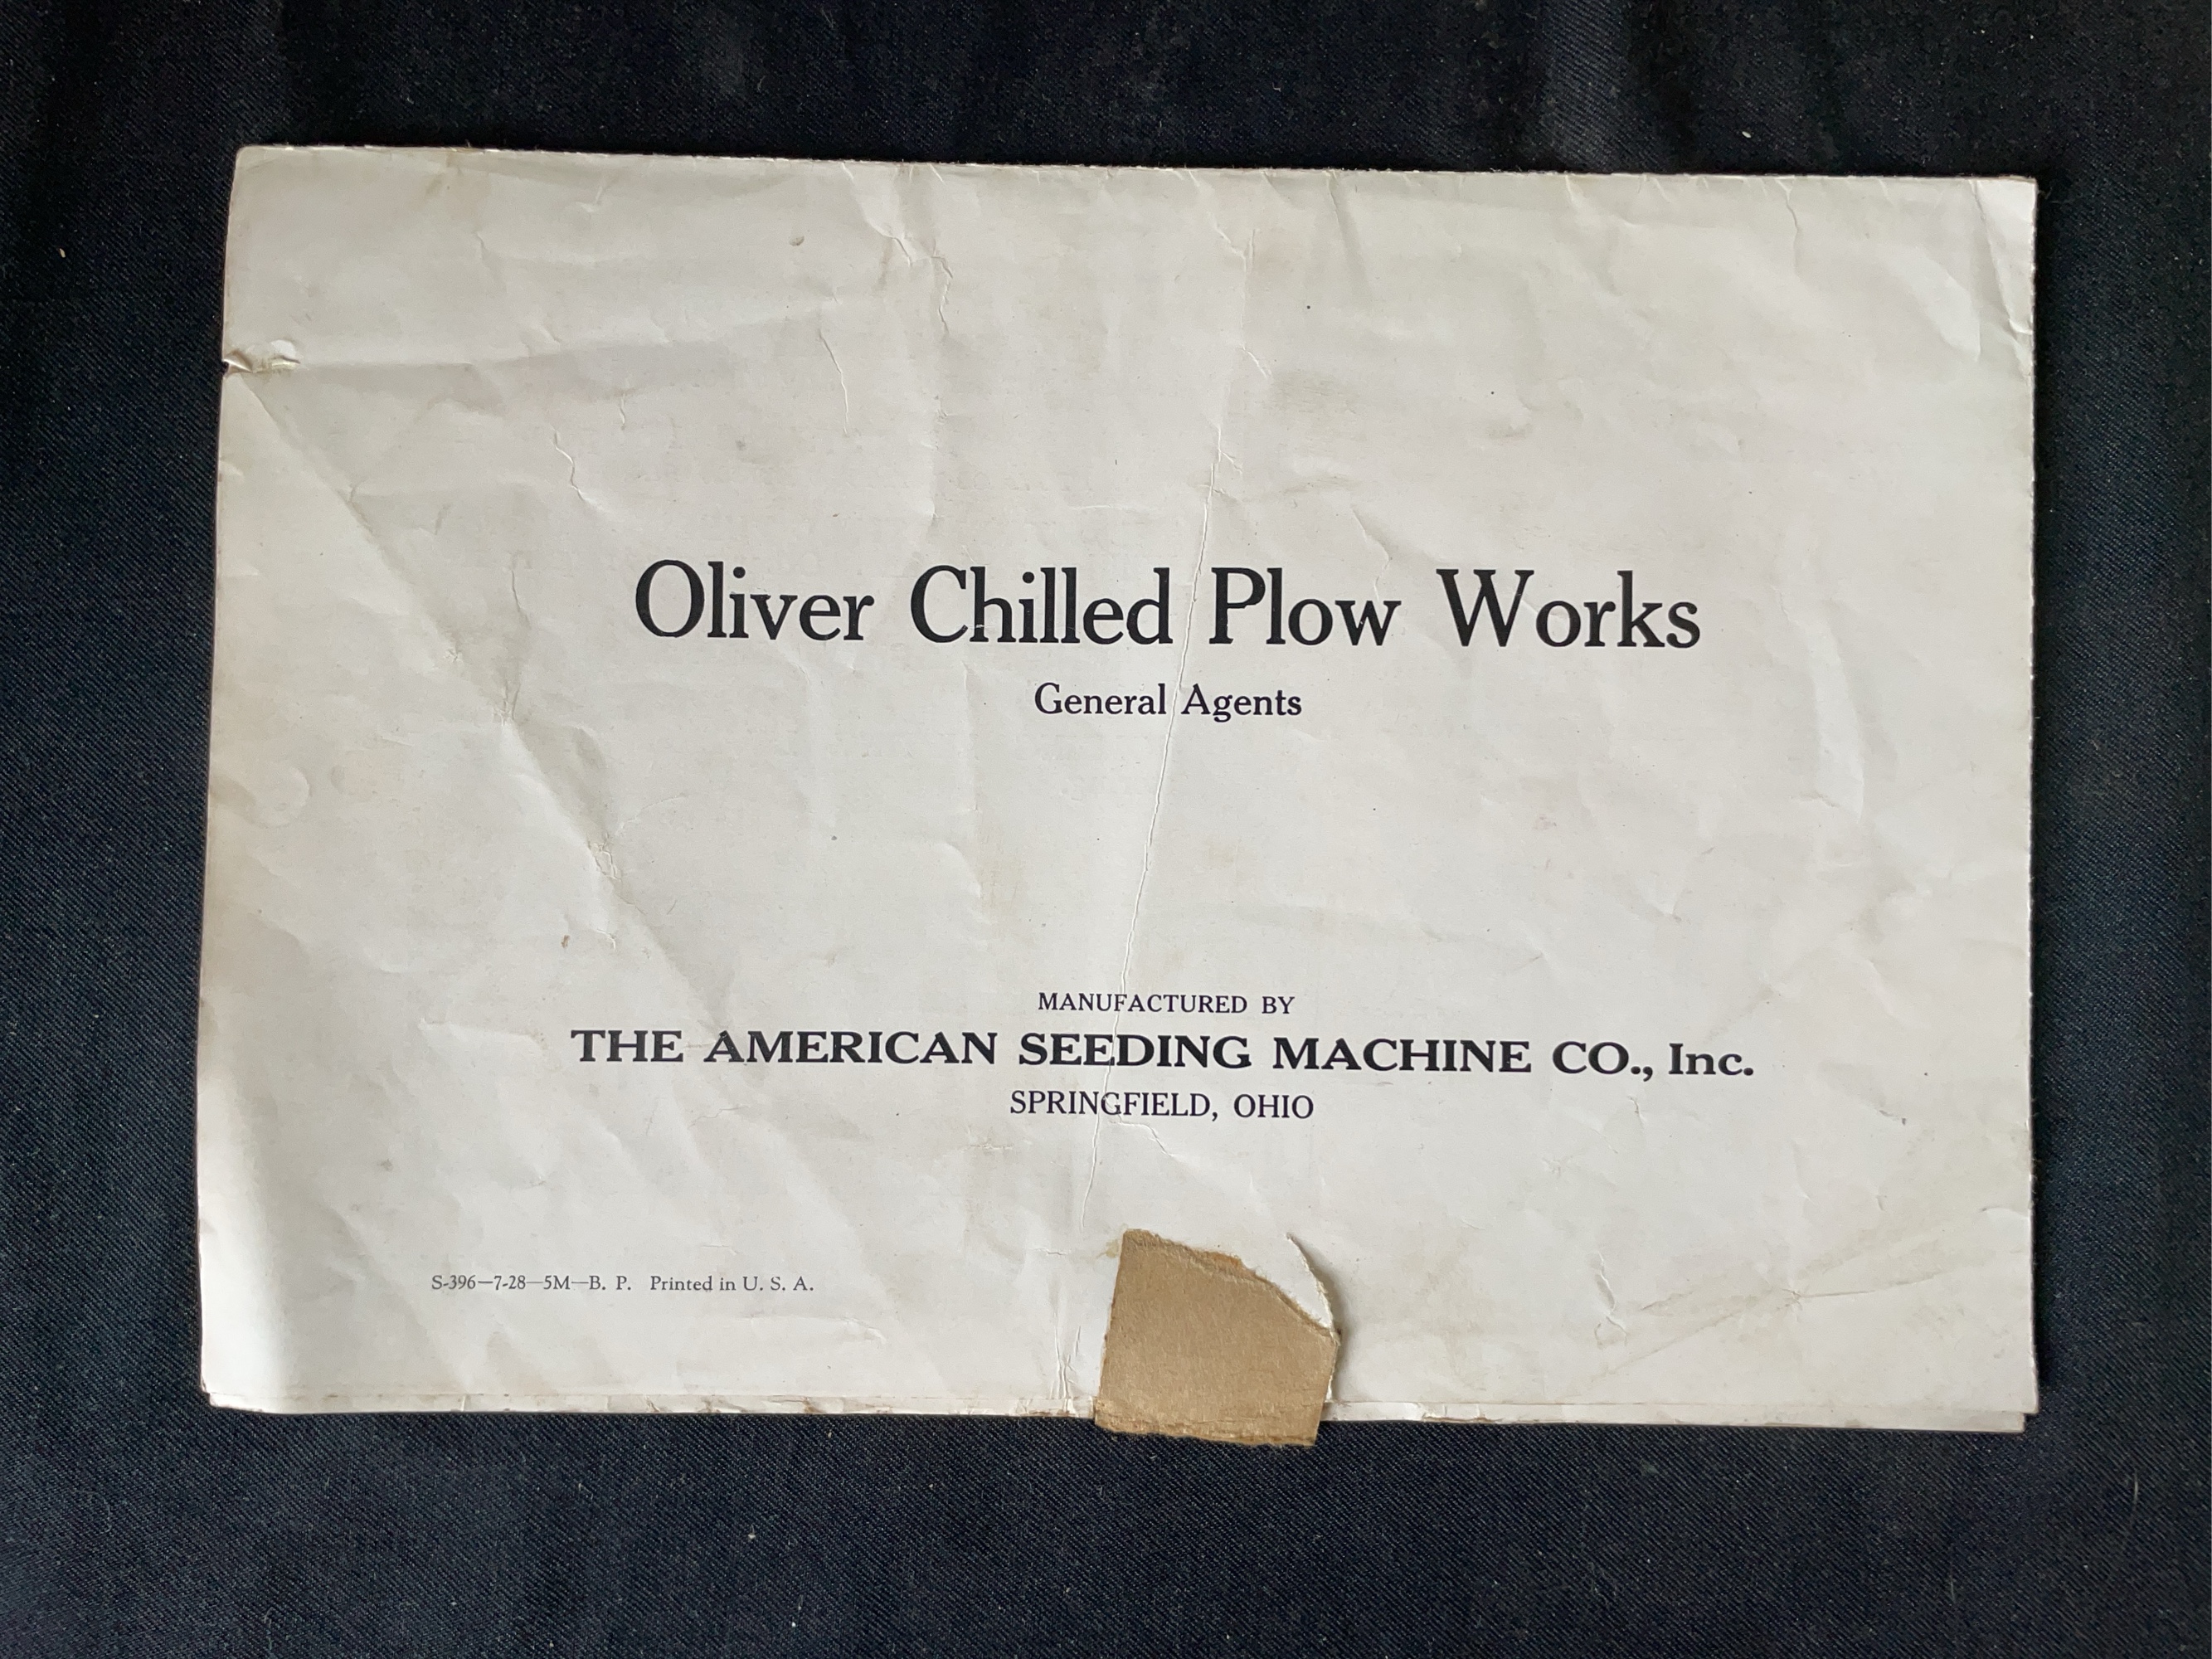 Oliver Chilled Plow Works
General Agents
MANUFACTURED BY
THE AMERICAN SEEDING MACHINE CO., Inc.
SPRINGFIELD, OHIO
S-396—7-28—5M—B. P. Printed in U. S. A.